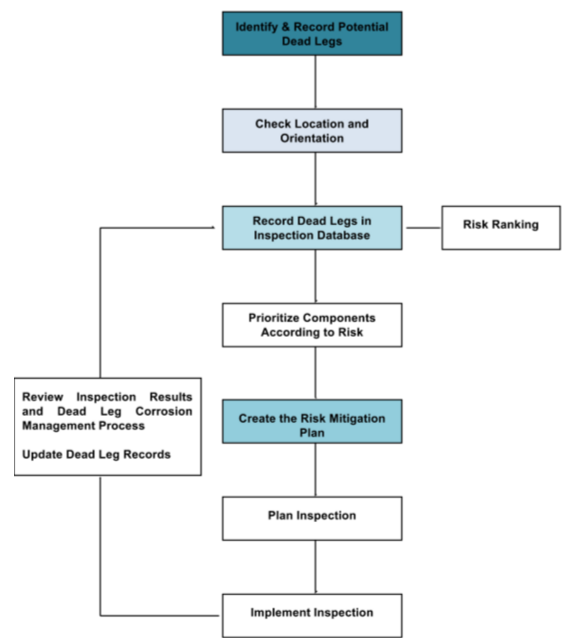 Identify & Record Potential
Dead Legs
Check Location and
Orientation
Record Dead Legs in
Inspection Database
Risk Ranking
Prioritize Components
According to Risk
Review Inspection Results
and Dead Leg Corrosion
Management Process
Update Dead Leg Records
Create the Risk Mitigation
Plan
Plan Inspection
Implement Inspection